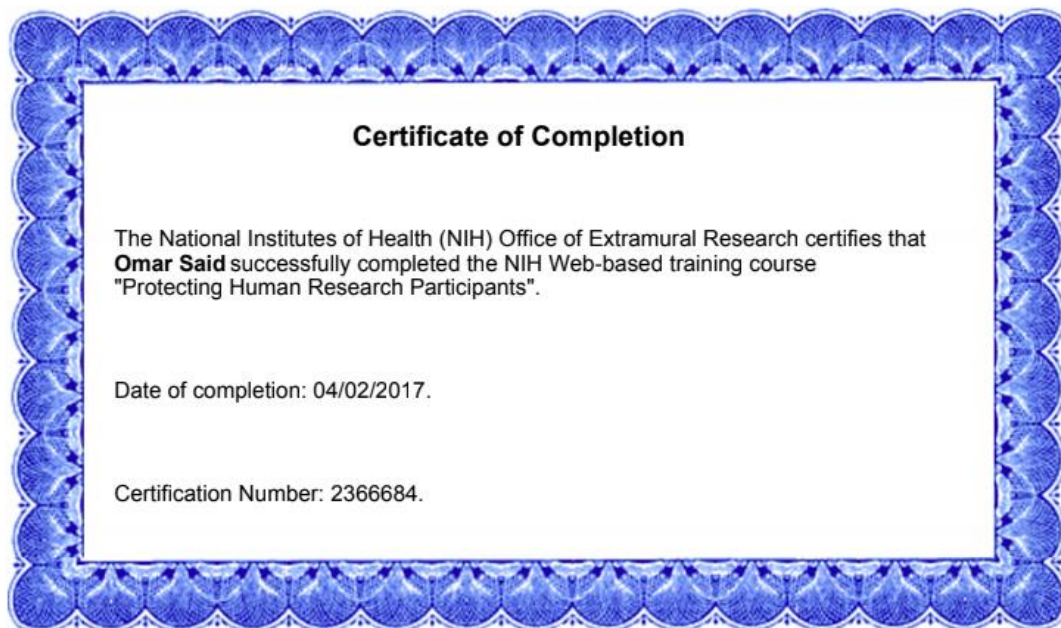 Certificate of Completion
The National Institutes of Health (NIH) Office of Extramural Research certifies that
Omar Said successfully completed the NIH Web-based training course
"Protecting Human Research Participants".
Date of completion: 04/02/2017.
Certification Number: 2366684.